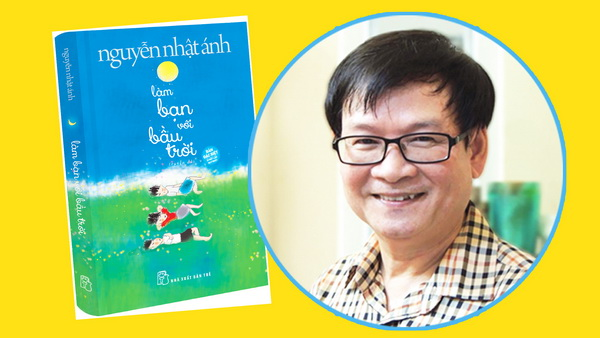 nguyễn nhật ánh
làm
bạn
với
bầu
trời
NHÀ XUẤT BẢN TRẺ
nguyễn nhật ánh
làm bạn với bầu trời